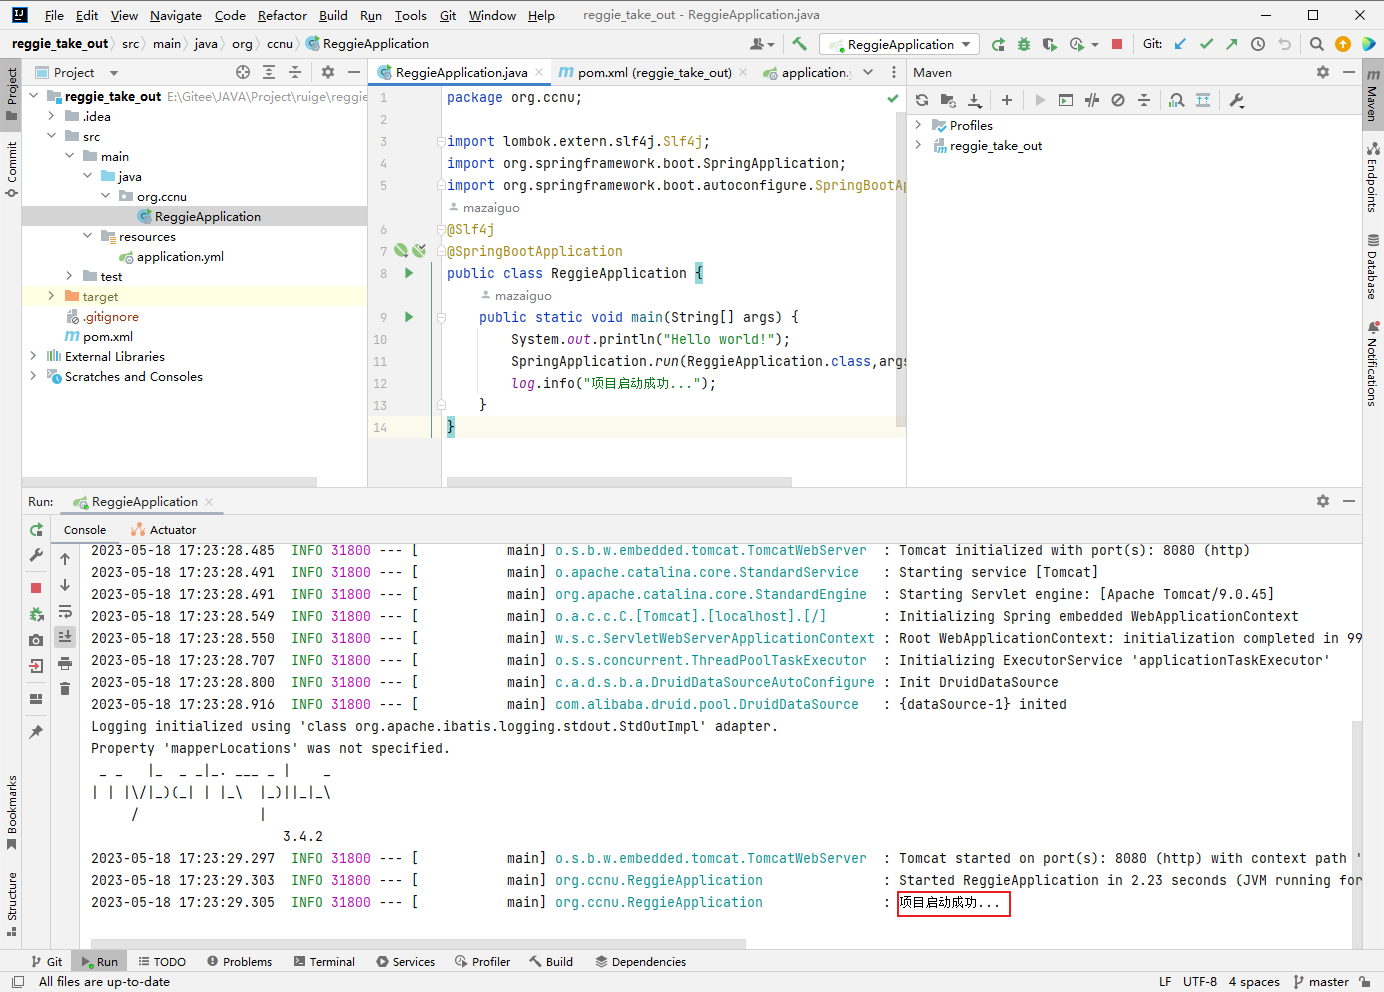 File Edit View Navigate Code Refactor Build Run Tools Git Window Help reggie_take_out - ReggieApplication.java
reggie_take_out src main java org ccnu ReggieApplication ReggieApplication Git:
Project
ReggieApplication.java pom.xml (reggie_take_out) application.y
Maven
reggie_take_out E:\Gitee\JAVA\Project\ruige\reggie
.idea
src
main
java
org.ccnu
ReggieApplication
resources
application.yml
test
target
.gitignore
pom.xml
External Libraries
Scratches and Consoles
1 package org.ccnu;
2
3 import lombok.extern.slf4j.Slf4j;
4 import org.springframework.boot.SpringApplication;
5 import org.springframework.boot.autoconfigure.SpringBootAp
mazaiguo
6 @Slf4j
7 @SpringBootApplication
8 public class ReggieApplication {
mazaiguo
9 public static void main(String[] args) {
10 System.out.println("Hello world!");
11 SpringApplication.run(ReggieApplication.class,args
12 log.info("项目启动成功...");
13 }
14 }
Profiles
reggie_take_out
Project
Commit
Bookmarks
Structure
Maven
Endpoints
Database
Notifications
Run: ReggieApplication
Console Actuator
2023-05-18 17:23:28.485 INFO 31800 --- [ main] o.s.b.w.embedded.tomcat.TomcatWebServer : Tomcat initialized with port(s): 8080 (http)
2023-05-18 17:23:28.491 INFO 31800 --- [ main] o.apache.catalina.core.StandardService : Starting service [Tomcat]
2023-05-18 17:23:28.491 INFO 31800 --- [ main] org.apache.catalina.core.StandardEngine : Starting Servlet engine: [Apache Tomcat/9.0.45]
2023-05-18 17:23:28.549 INFO 31800 --- [ main] o.a.c.c.C.[Tomcat].[localhost].[/] : Initializing Spring embedded WebApplicationContext
2023-05-18 17:23:28.550 INFO 31800 --- [ main] w.s.c.ServletWebServerApplicationContext : Root WebApplicationContext: initialization completed in 99
2023-05-18 17:23:28.707 INFO 31800 --- [ main] o.s.s.concurrent.ThreadPoolTaskExecutor : Initializing ExecutorService 'applicationTaskExecutor'
2023-05-18 17:23:28.800 INFO 31800 --- [ main] c.a.d.s.b.a.DruidDataSourceAutoConfigure : Init DruidDataSource
2023-05-18 17:23:28.916 INFO 31800 --- [ main] com.alibaba.druid.pool.DruidDataSource : {dataSource-1} inited
Logging initialized using 'class org.apache.ibatis.logging.stdout.StdOutImpl' adapter.
Property 'mapperLocations' was not specified.
 _ _   |_  _ _|_. ___ _ |    _
| | |\/|_)(_| | |_\  |_)||_|_\
     /               |
3.4.2
2023-05-18 17:23:29.297 INFO 31800 --- [ main] o.s.b.w.embedded.tomcat.TomcatWebServer : Tomcat started on port(s): 8080 (http) with context path '
2023-05-18 17:23:29.303 INFO 31800 --- [ main] org.ccnu.ReggieApplication : Started ReggieApplication in 2.23 seconds (JVM running for
2023-05-18 17:23:29.305 INFO 31800 --- [ main] org.ccnu.ReggieApplication : 项目启动成功...
Git Run TODO Problems Terminal Services Profiler Build Dependencies
All files are up-to-date LF UTF-8 4 spaces master